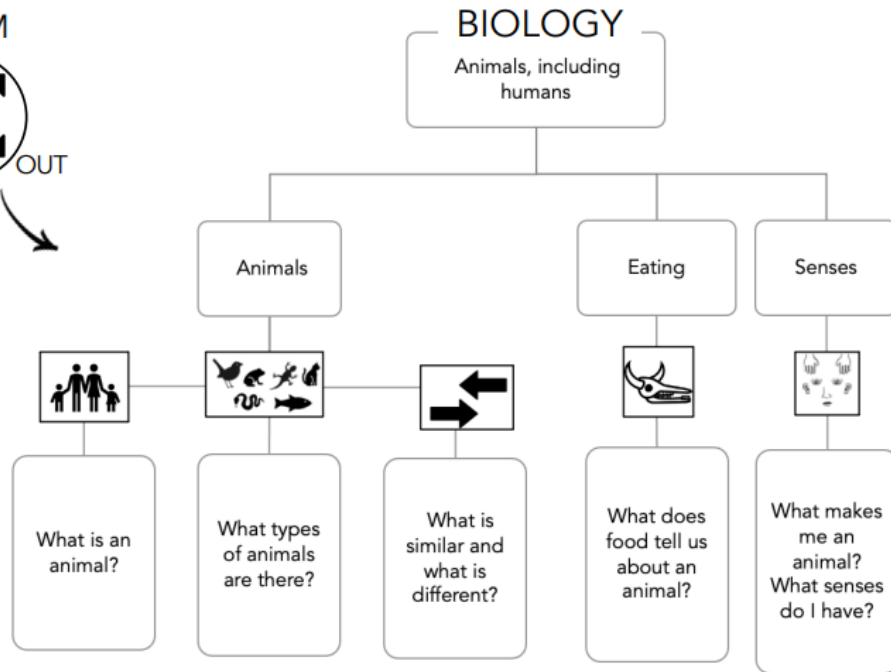 M
OUT
BIOLOGY
Animals, including
humans
Animals
Eating
Senses
What is an
animal?
What types
of animals
are there?
What is
similar and
what is
different?
What does
food tell us
about an
animal?
What makes
me an
animal?
What senses
do I have?